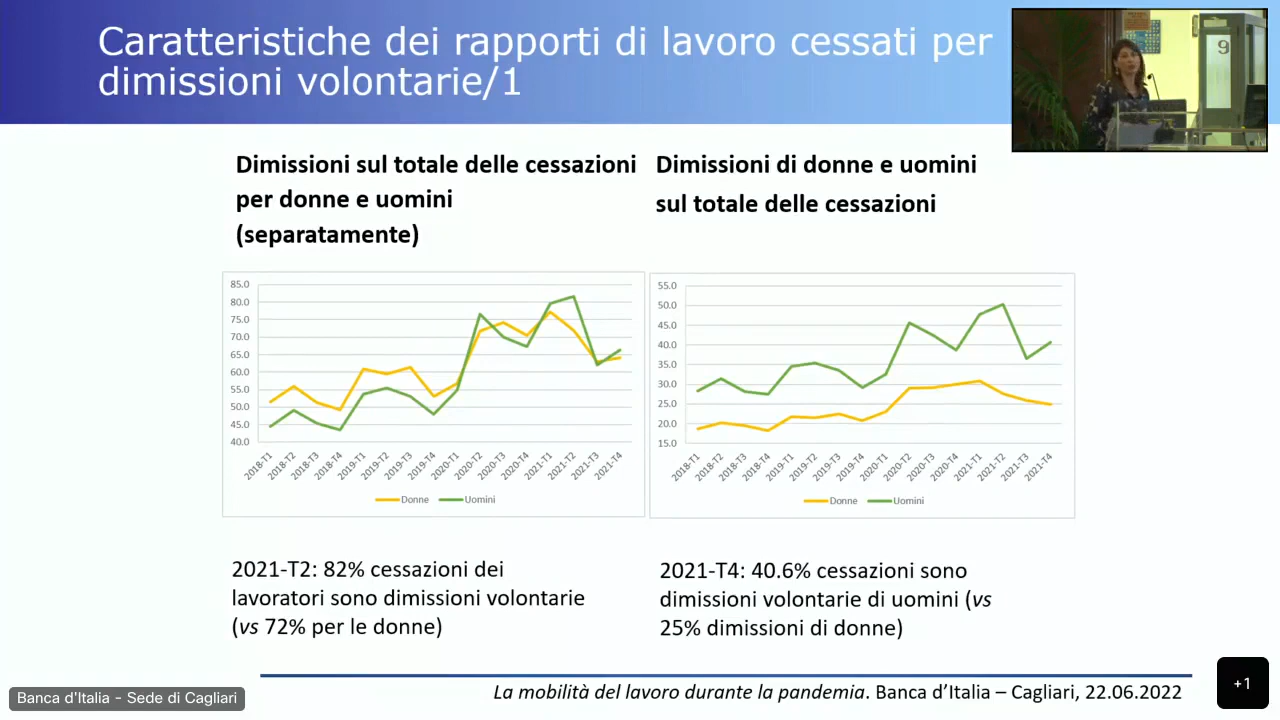 Caratteristiche dei rapporti di lavoro cessati per
dimissioni volontarie/1
9
Dimissioni sul totale delle cessazioni
per donne e uomini
(separatamente)
Dimissioni di donne e uomini
sul totale delle cessazioni
85.0
80.0
75.0
70.0
65.0
60.0
55.0
50.0
45.0
40.0
2018-T1
2018-T2
2018-T3
2018-T4
2019-T1
2019-T2
2019-T3
2019-T4
2020-T1
2020-T2
2020-T3
2020-T4
2021-T1
2021-T2
2021-T3
2021-T4
Donne
Uomini
55.0
50.0
45.0
40.0
35.0
30.0
25.0
20.0
15.0
2018-T1
2018-T2
2018-T3
2018-T4
2019-T1
2019-T2
2019-T3
2019-T4
2020-T1
2020-T2
2020-T3
2020-T4
2021-T1
2021-T2
2021-T3
2021-T4
Donne
Uomini
2021-T2: 82% cessazioni dei
lavoratori sono dimissioni volontarie
(vs 72% per le donne)
2021-T4: 40.6% cessazioni sono
dimissioni volontarie di uomini (vs
25% dimissioni di donne)
La mobilità del lavoro durante la pandemia. Banca d'Italia – Cagliari, 22.06.2022
Banca d'Italia - Sede di Cagliari
+1